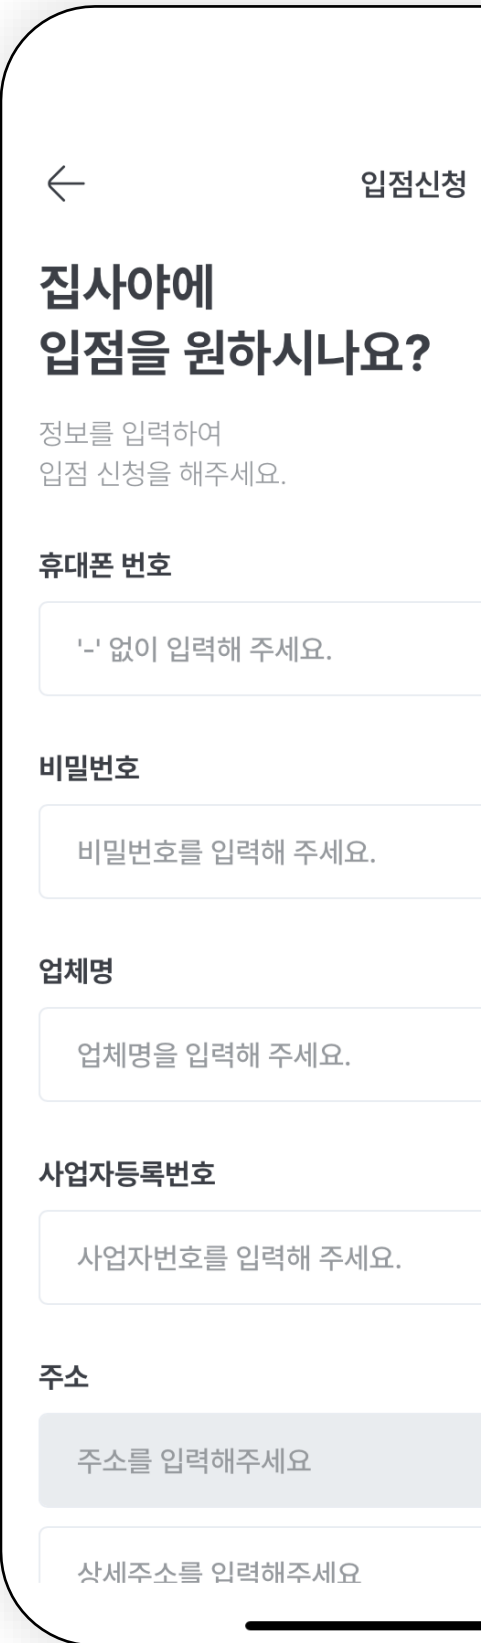 입점신청
집사야에
입점을 원하시나요?
정보를 입력하여
입점 신청을 해주세요.
휴대폰 번호
'-' 없이 입력해 주세요.
비밀번호
비밀번호를 입력해 주세요.
업체명
업체명을 입력해 주세요.
사업자등록번호
사업자번호를 입력해 주세요.
주소
주소를 입력해주세요
상세주소를 입력해주세요